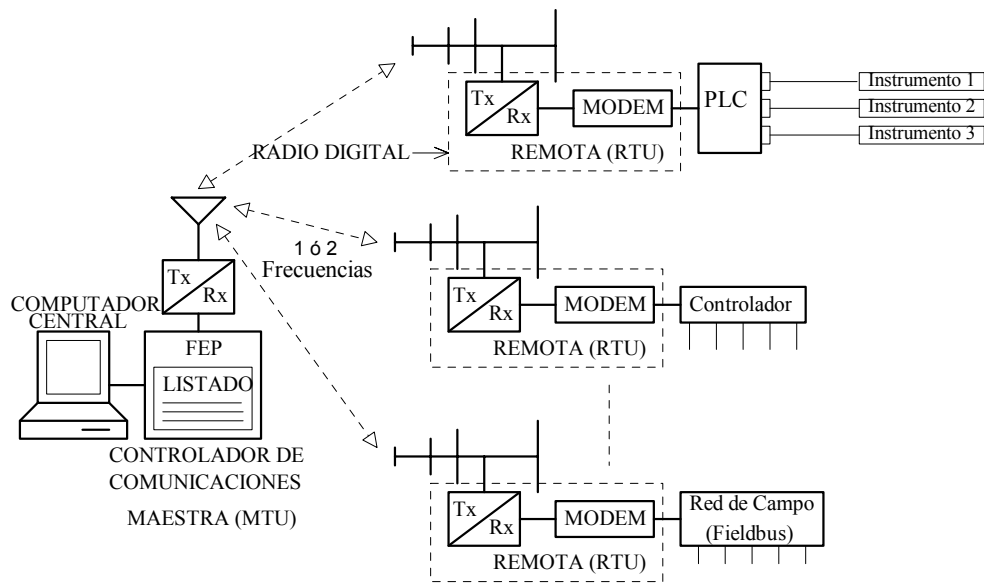 Tx
Rx
MODEM
PLC
Instrumento 1
Instrumento 2
Instrumento 3
RADIO DIGITAL
REMOTA (RTU)
1 ó 2
Frecuencias
Tx
Rx
COMPUTADOR
CENTRAL
FEP
LISTADO
CONTROLADOR DE
COMUNICACIONES
MAESTRA (MTU)
Tx
Rx
MODEM
Controlador
REMOTA (RTU)
Tx
Rx
MODEM
Red de Campo
(Fieldbus)
REMOTA (RTU)